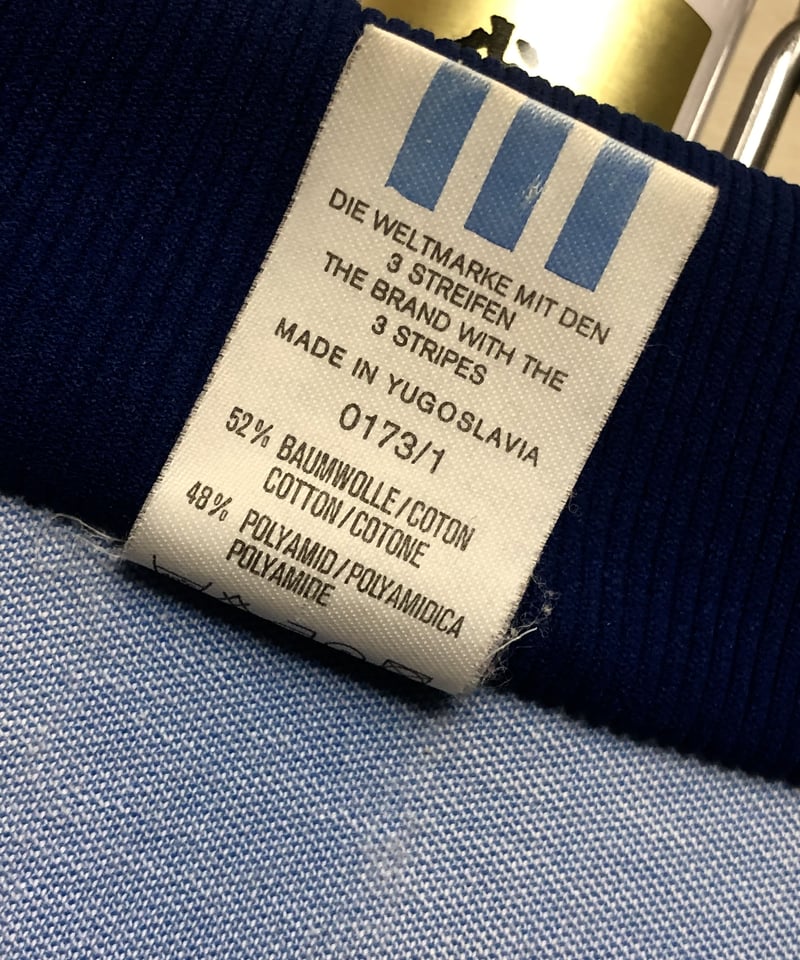 DIE WELTMARKE MIT DEN
3 STREIFEN
THE BRAND WITH THE
3 STRIPES
MADE IN YUGOSLAVIA
0173/1
52% BAUMWOLLE/COTON
COTTON/COTONE
48% POLYAMID/POLYAMIDICA
POLYAMIDE